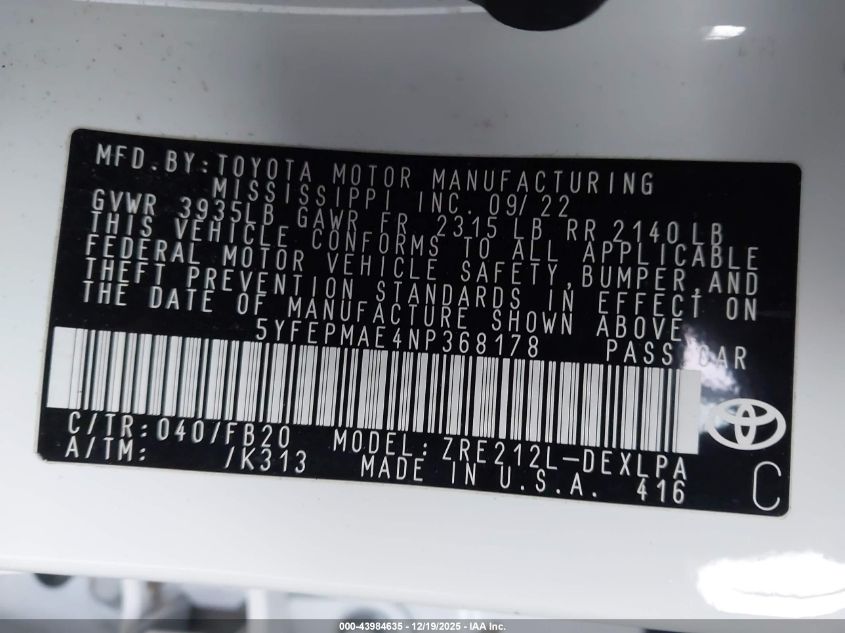 MFD.BY:TOYOTA MOTOR MANUFACTURING
MISSISSIPPI INC. 09/22
GVWR 3935LB GAWR FR 2315 LB RR 2140LB
THIS VEHICLE CONFORMS TO ALL APPLICABLE
FEDERAL MOTOR VEHICLE SAFETY,BUMPER,AND
THEFT PREVENTION STANDARDS IN EFFECT ON
THE DATE OF MANUFACTURE SHOWN ABOVE.
5YFEPMAE4NP368178 PASS CAR
C/TR:040/FB20 MODEL:ZRE212L-DEXLPA
A/TM: /K313 MADE IN U.S.A. 416
C
000-43984635 - 12/19/2025 - IAA Inc.